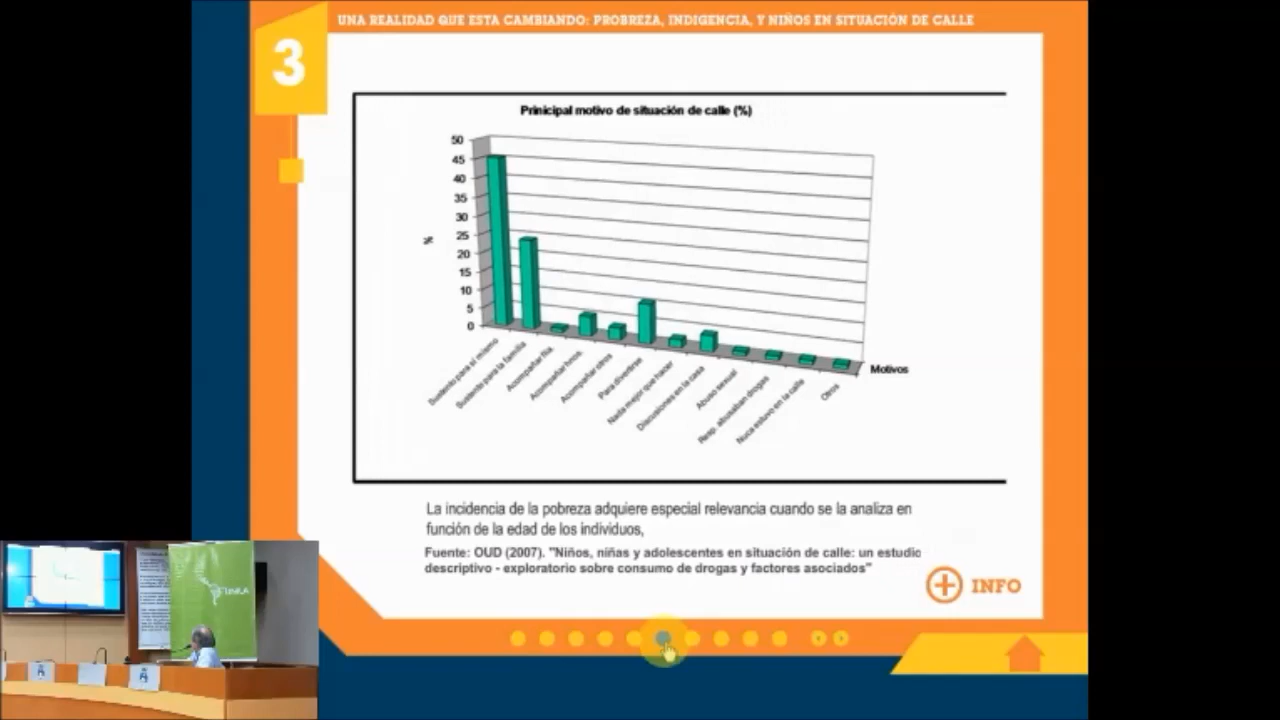 UNA REALIDAD QUE ESTA CAMBIANDO: PROBREZA, INDIGENCIA, Y NIÑOS EN SITUACIÓN DE CALLE
3
Prinicipal motivo de situación de calle (%)
50
45
40
35
30
25
20
15
10
5
0
%
Sustento para sí mismo
Sustento para la familia
Acompañar flia.
Acompañar hnos.
Acompañar otros
Para divertirse
Nada mejor que hacer
Discusiones en la casa
Abuso sexual
Resp. abusaban drogas
Nuca estuvo en la calle
Otros
Motivos
La incidencia de la pobreza adquiere especial relevancia cuando se la analiza en
función de la edad de los individuos,
Fuente: OUD (2007). "Niños, niñas y adolescentes en situación de calle: un estudio
descriptivo - exploratorio sobre consumo de drogas y factores asociados"
INFO
UNLA